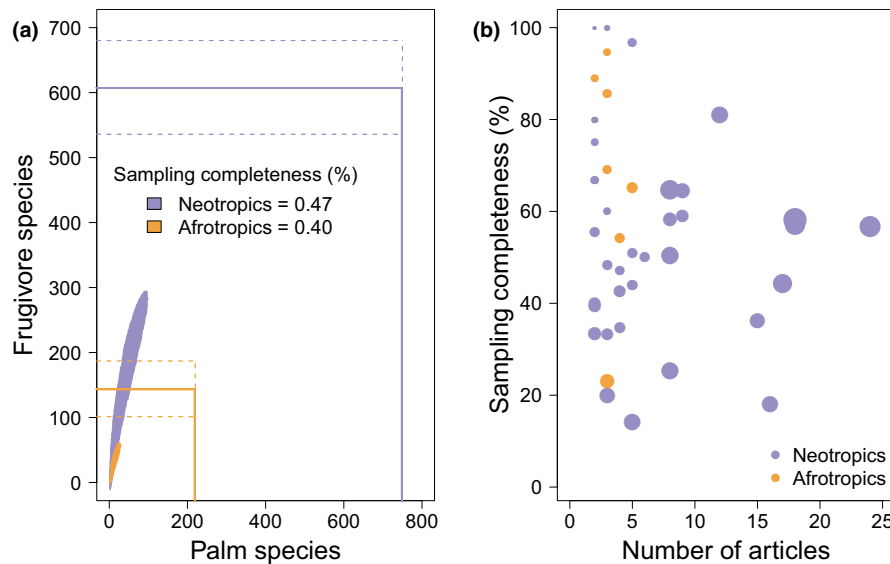 (a)
700
600
500
400
300
200
100
0
Frugivore species
Sampling completeness (%)
Neotropics = 0.47
Afrotropics = 0.40
0 200 400 600 800
Palm species
(b)
100
80
60
40
20
0
Sampling completeness (%)
Neotropics
Afrotropics
0 5 10 15 20 25
Number of articles